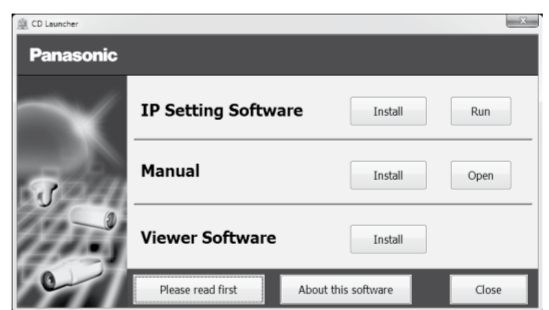 CD Launcher
Panasonic
IP Setting Software Install Run
Manual Install Open
Viewer Software Install
Please read first About this software Close